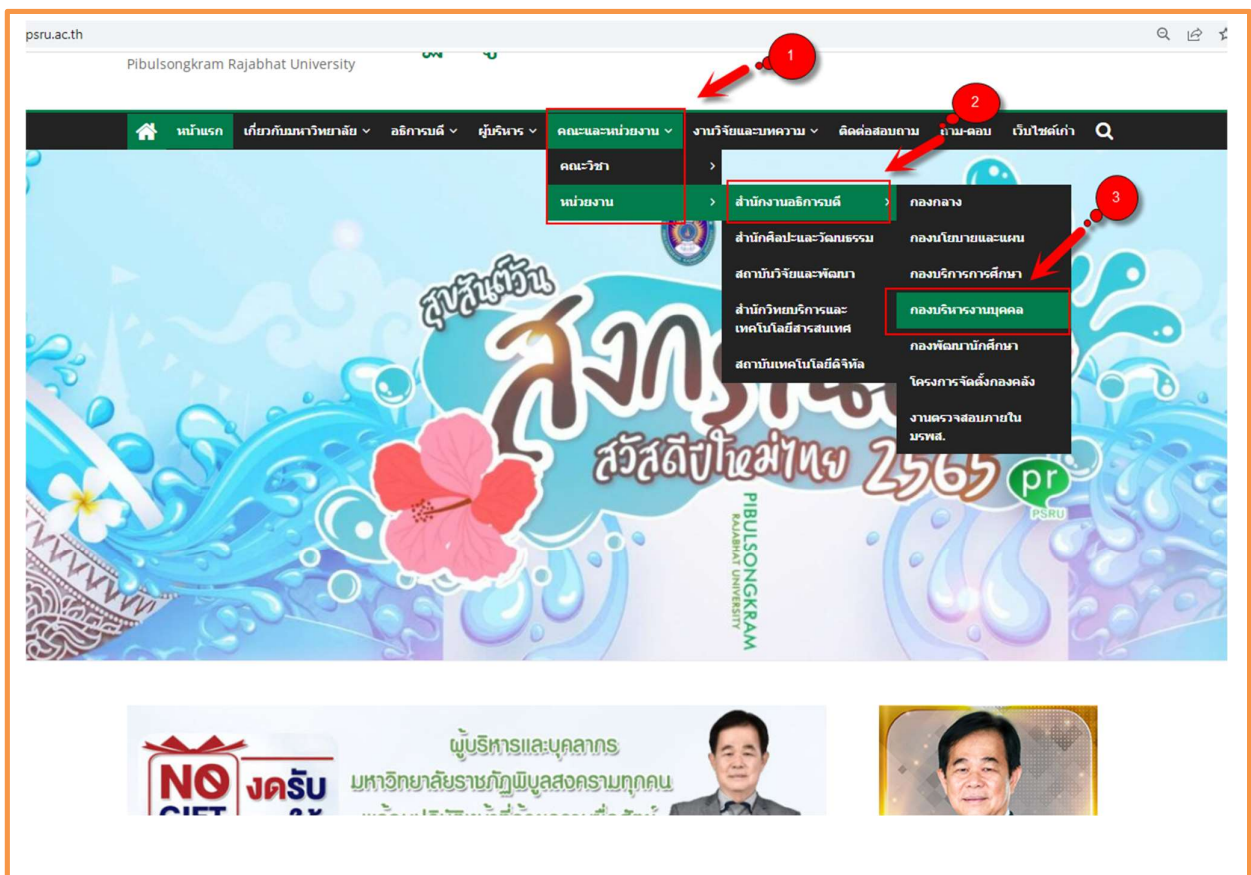 psru.ac.th
Pibulsongkram Rajabhat University
1
2
หน้าแรก เกี่ยวกับมหาวิทยาลัย อธิการบดี ผู้บริหาร คณะและหน่วยงาน งานวิจัยและบทความ ติดต่อสอบถาม ถาม-ตอบ เว็บไซต์เก่า
คณะวิชา
หน่วยงาน
สำนักงานอธิการบดี
สำนักศิลปะและวัฒนธรรม
สถาบันวิจัยและพัฒนา
สำนักวิทยบริการและ
เทคโนโลยีสารสนเทศ
สถาบันเทคโนโลยีดิจิทัล
กองกลาง
กองนโยบายและแผน
กองบริการการศึกษา
กองบริหารงานบุคคล
กองพัฒนานักศึกษา
โครงการจัดตั้งกองคลัง
งานตรวจสอบภายใน
มรพส.
3
สุขสันต์วัน
สวัสดีปีใหม่ไทย 2565
pr
PSRU
PIBULSONGKRAM
RAJABHAT UNIVERSITY
NO งดรับ
ผู้บริหารและบุคลากร
มหาวิทยาลัยราชภัฏพิบูลสงครามทุกคน